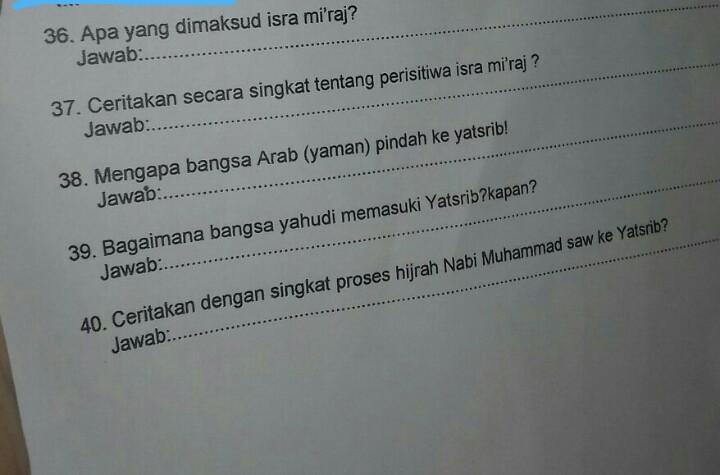 36. Apa yang dimaksud isra mi'raj?
Jawab:........................................
37. Ceritakan secara singkat tentang perisitiwa isra mi'raj ?
Jawab:........................................
38. Mengapa bangsa Arab (yaman) pindah ke yatsrib!
Jawab:........................................
39. Bagaimana bangsa yahudi memasuki Yatsrib?kapan?
Jawab:........................................
40. Ceritakan dengan singkat proses hijrah Nabi Muhammad saw ke Yatsrib?
Jawab:........................................